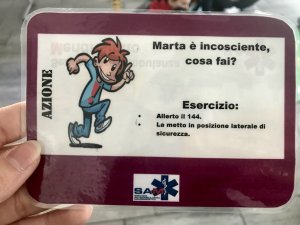 Marta è incosciente,
cosa fai?
AZIONE
Esercizio:
: Allerto il 144.
: La metto in posizione laterale di
sicurezza.